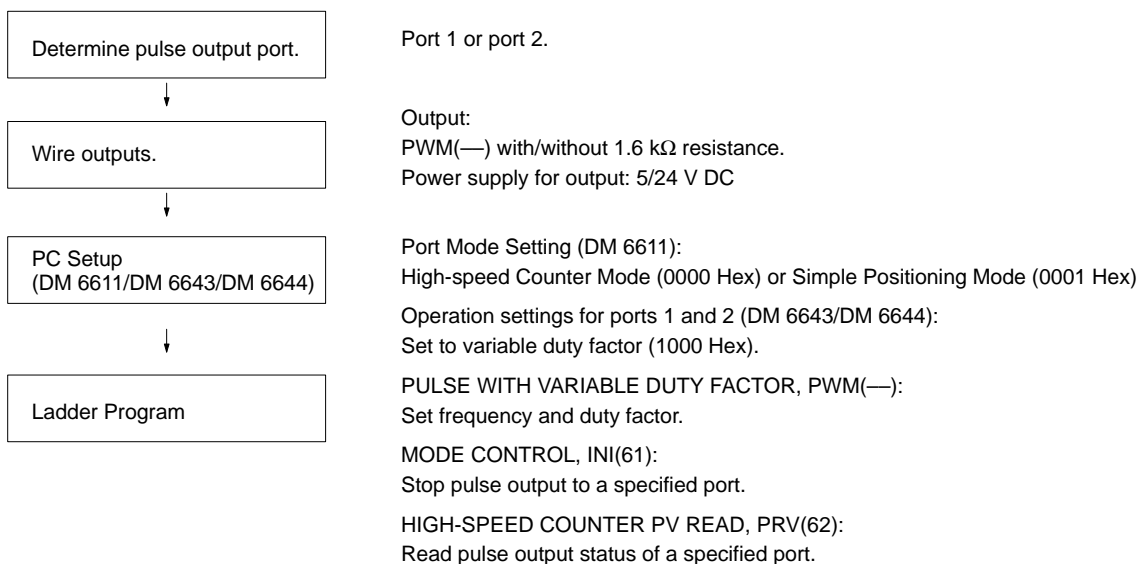 Determine pulse output port.
Port 1 or port 2.
Wire outputs.
Output:
PWM(––) with/without 1.6 kΩ resistance.
Power supply for output: 5/24 V DC
PC Setup
(DM 6611/DM 6643/DM 6644)
Port Mode Setting (DM 6611):
High-speed Counter Mode (0000 Hex) or Simple Positioning Mode (0001 Hex)
Operation settings for ports 1 and 2 (DM 6643/DM 6644):
Set to variable duty factor (1000 Hex).
Ladder Program
PULSE WITH VARIABLE DUTY FACTOR, PWM(––):
Set frequency and duty factor.
MODE CONTROL, INI(61):
Stop pulse output to a specified port.
HIGH-SPEED COUNTER PV READ, PRV(62):
Read pulse output status of a specified port.